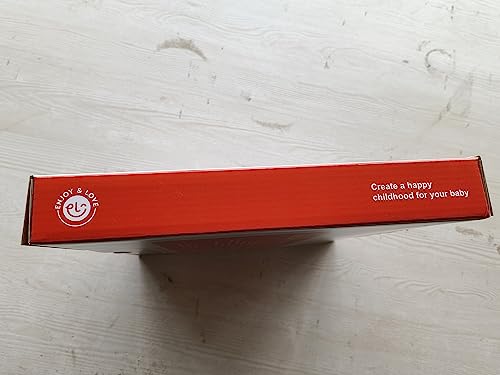 ENJOY & LOVE
Create a happy
childhood for your baby